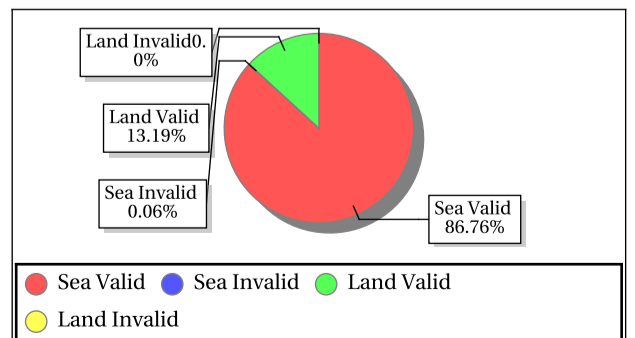 Land Invalid0.
0%
Land Valid
13.19%
Sea Invalid
0.06%
Sea Valid
86.76%
Sea Valid Sea Invalid Land Valid
Land Invalid